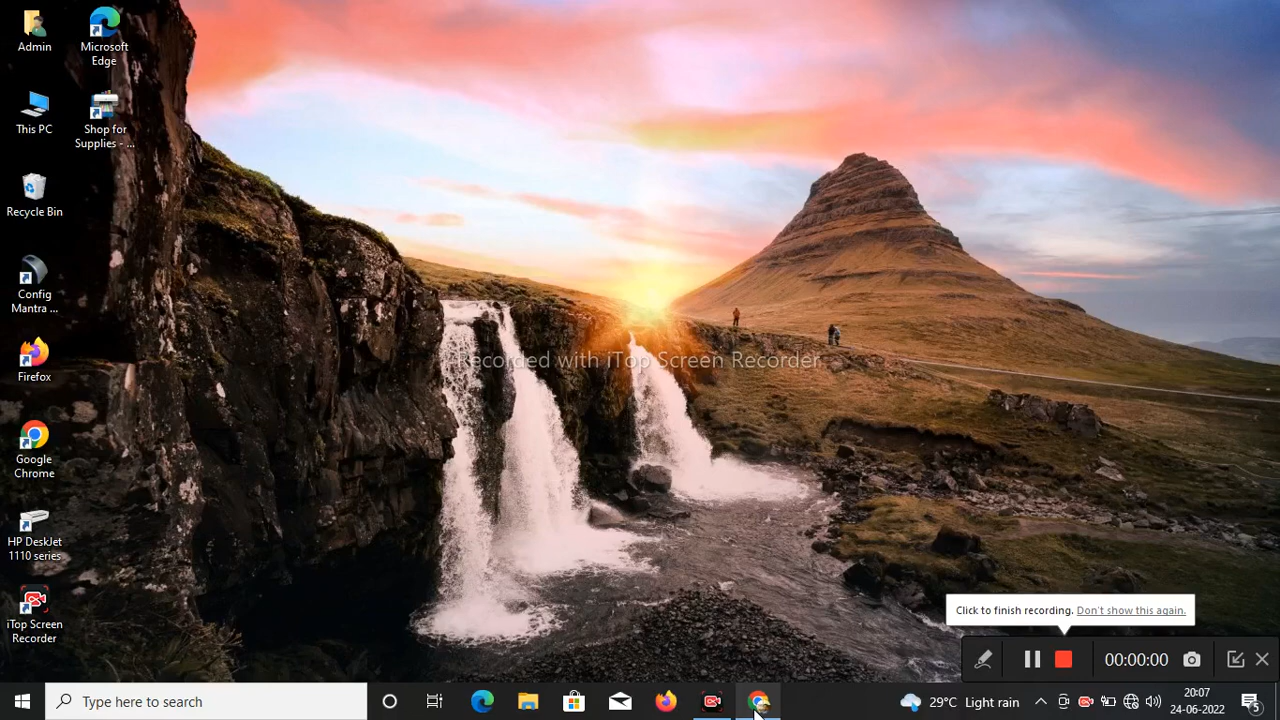 Admin
Microsoft
Edge
This PC
Shop for
Supplies - ...
Recycle Bin
Config
Mantra ...
Firefox
Google
Chrome
HP DeskJet
1110 series
iTop Screen
Recorder
Recorded with iTop Screen Recorder
Click to finish recording. Don't show this again.
00:00:00
Type here to search
29°C Light rain
20:07
24-06-2022
5